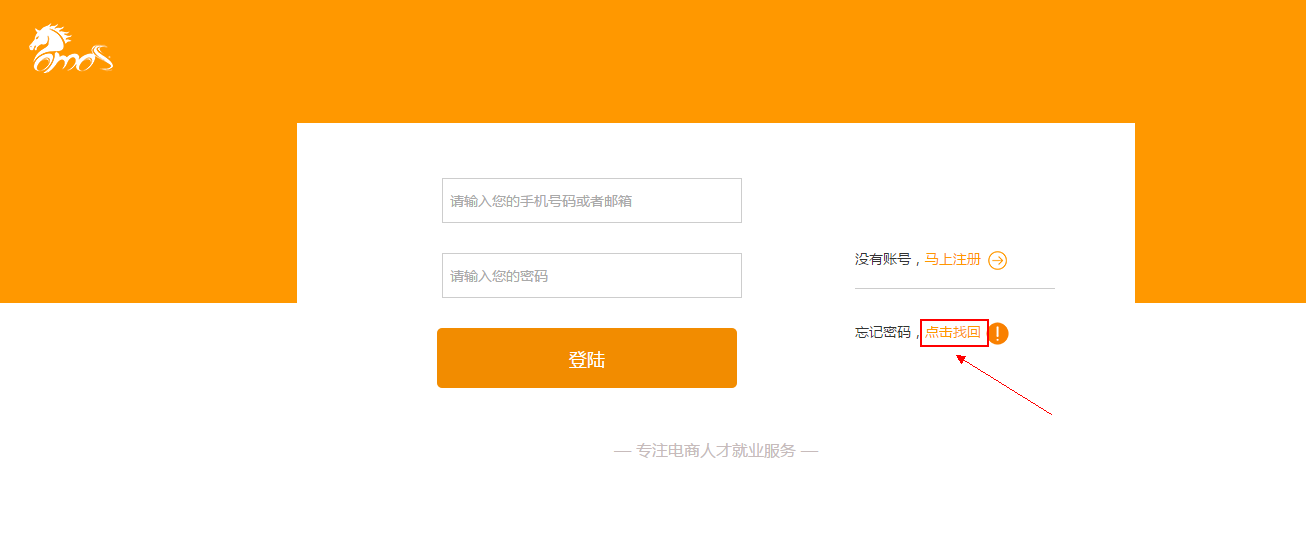 omos
请输入您的手机号码或者邮箱
请输入您的密码
没有账号，马上注册
忘记密码，点击找回
登陆
— 专注电商人才就业服务 —